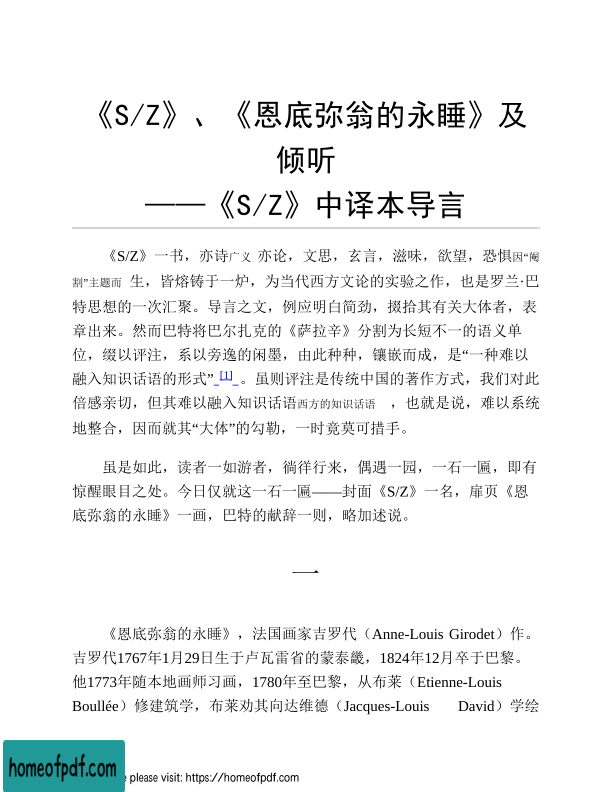 《S/Z》、《恩底弥翁的永睡》及
倾听
——《S/Z》中译本导言
《S/Z》一书，亦诗广义 亦论，文思，玄言，滋味，欲望，恐惧因“阉
割”主题而 生，皆熔铸于一炉，为当代西方文论的实验之作，也是罗兰·巴
特思想的一次汇聚。导言之文，例应明白简劲，掇拾其有关大体者，表
章出来。然而巴特将巴尔扎克的《萨拉辛》分割为长短不一的语义单
位，缀以评注，系以旁逸的闲墨，由此种种，镶嵌而成，是“一种难以
融入知识话语的形式” [1] 。虽则评注是传统中国的著作方式，我们对此
倍感亲切，但其难以融入知识话语西方的知识话语 ，也就是说，难以系统
地整合，因而就其“大体”的勾勒，一时竟莫可措手。
虽是如此，读者一如游者，徜徉行来，偶遇一园，一石一匾，即有
惊醒眼目之处。今日仅就这一石一匾——封面《S/Z》一名，扉页《恩
底弥翁的永睡》一画，巴特的献辞一则，略加述说。
一
《恩底弥翁的永睡》，法国画家吉罗代（Anne-Louis Girodet）作。
吉罗代1767年1月29日生于卢瓦雷省的蒙泰畿，1824年12月卒于巴黎。
他1773年随本地画师习画，1780年至巴黎，从布莱（Etienne-Louis
Boullée）修建筑学，布莱劝其向达维德（Jacques-Louis David）学绘
homeofpdf.com
e please visit: https://homeofpdf.com